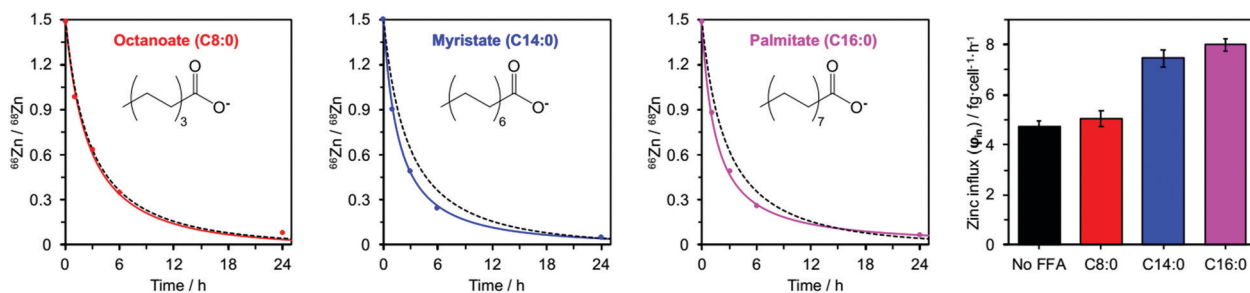 1.5
1.2
0.9
0.6
0.3
0
0 6 12 18 24
⁶⁶Zn / ⁶⁸Zn
Time / h
Octanoate (C8:0)
O
O⁻
3
1.5
1.2
0.9
0.6
0.3
0
0 6 12 18 24
⁶⁶Zn / ⁶⁸Zn
Time / h
Myristate (C14:0)
O
O⁻
6
1.5
1.2
0.9
0.6
0.3
0
0 6 12 18 24
⁶⁶Zn / ⁶⁸Zn
Time / h
Palmitate (C16:0)
O
O⁻
7
8
6
4
2
0
Zinc influx (φin) / fg·cell⁻¹·h⁻¹
No FFA C8:0 C14:0 C16:0